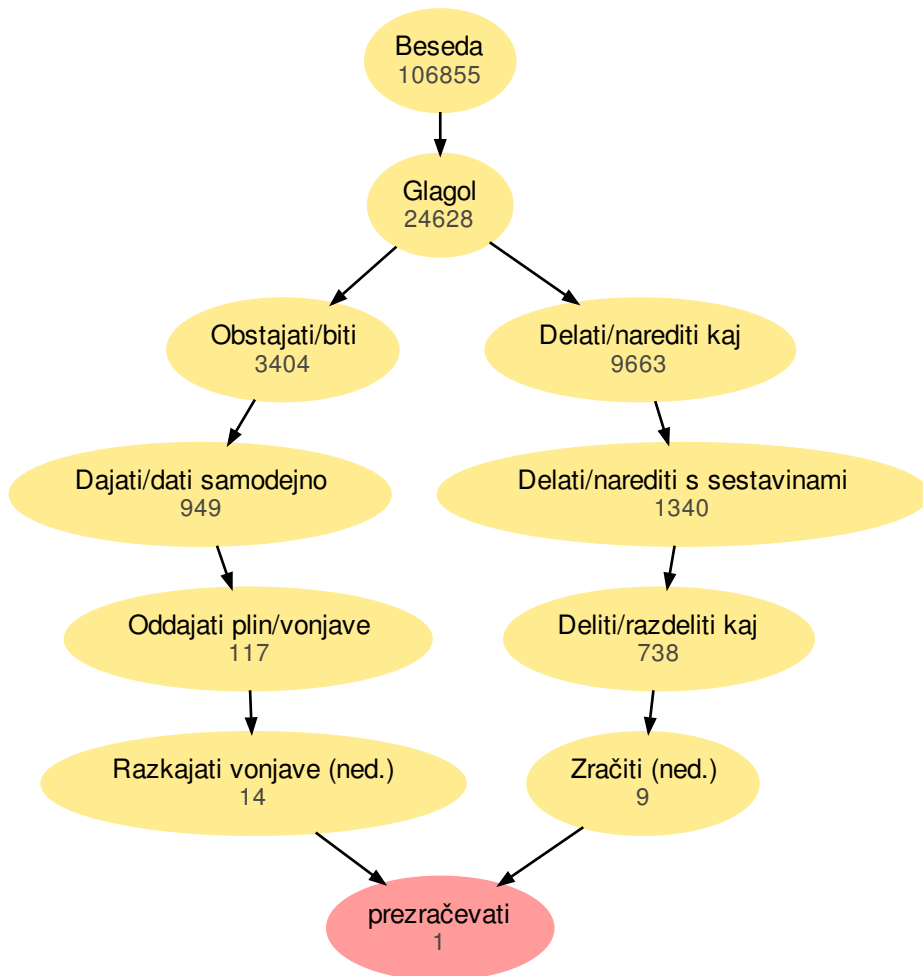 Beseda
106855
Glagol
24628
Obstajati/biti
3404
Delati/narediti kaj
9663
Dajati/dati samodejno
949
Delati/narediti s sestavinami
1340
Oddajati plin/vonjave
117
Deliti/razdeliti kaj
738
Razkajati vonjave (ned.)
14
Zračiti (ned.)
9
prezračevati
1